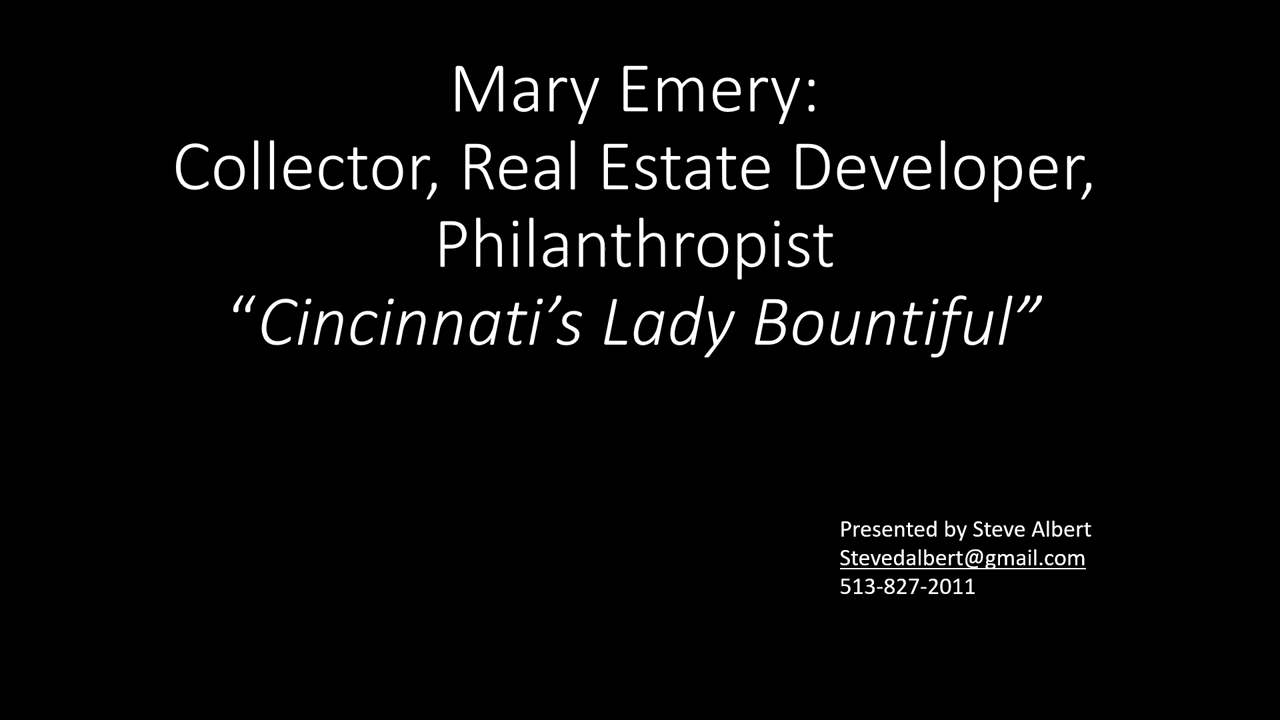 Mary Emery:
Collector, Real Estate Developer,
Philanthropist
“Cincinnati’s Lady Bountiful”
Presented by Steve Albert
Stevedalbert@gmail.com
513-827-2011